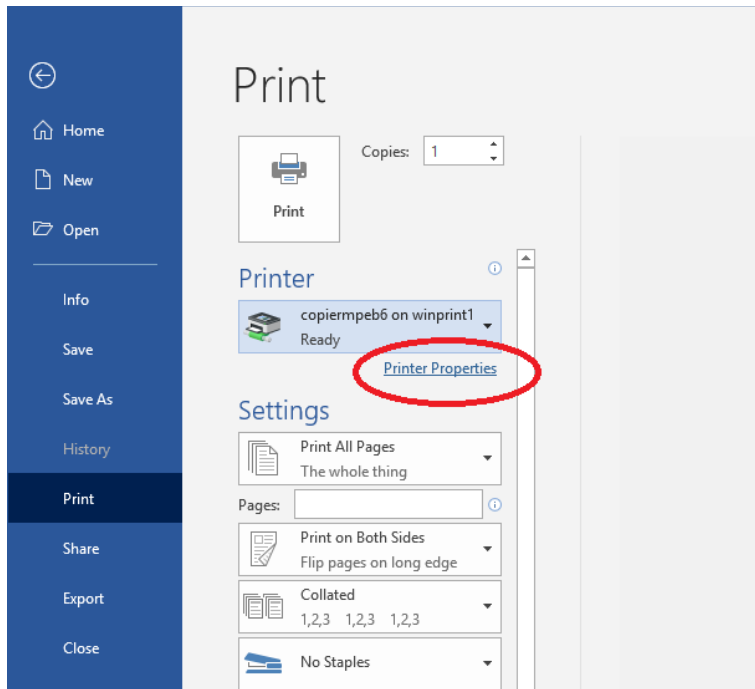 Print
Home
New
Open
Info
Save
Save As
History
Print
Share
Export
Close
Print
Copies: 1
Printer
copiermpeb6 on winprint1
Ready
Printer Properties
Settings
Print All Pages
The whole thing
Pages:
Print on Both Sides
Flip pages on long edge
Collated
1,2,3 1,2,3 1,2,3
No Staples